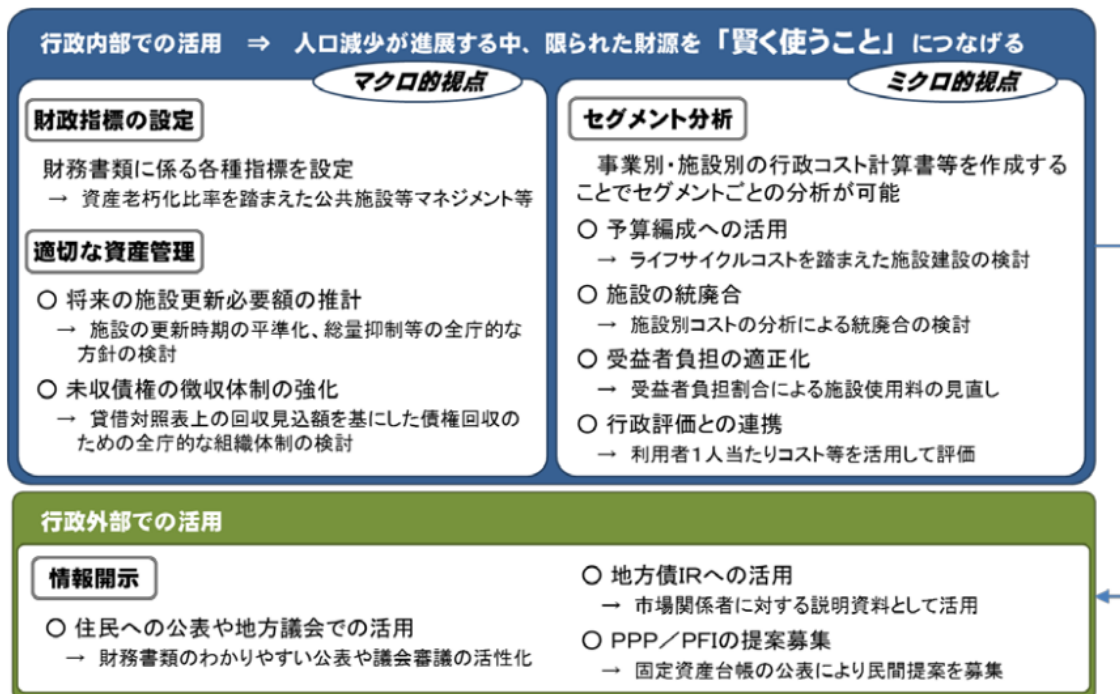 行政内部での活用 ⇒ 人口減少が進展する中、限られた財源を「賢く使うこと」につなげる
マクロ的視点
財政指標の設定
財務書類に係る各種指標を設定
→ 資産老朽化比率を踏まえた公共施設等マネジメント等
適切な資産管理
○ 将来の施設更新必要額の推計
→ 施設の更新時期の平準化、総量抑制等の全庁的な
方針の検討
○ 未収債権の徴収体制の強化
→ 貸借対照表上の回収見込額を基にした債権回収の
ための全庁的な組織体制の検討
ミクロ的視点
セグメント分析
事業別・施設別の行政コスト計算書等を作成する
ことでセグメントごとの分析が可能
○ 予算編成への活用
→ ライフサイクルコストを踏まえた施設建設の検討
○ 施設の統廃合
→ 施設別コストの分析による統廃合の検討
○ 受益者負担の適正化
→ 受益者負担割合による施設使用料の見直し
○ 行政評価との連携
→ 利用者1人当たりコスト等を活用して評価
行政外部での活用
情報開示
○ 住民への公表や地方議会での活用
→ 財務書類のわかりやすい公表や議会審議の活性化
○ 地方債IRへの活用
→ 市場関係者に対する説明資料として活用
○ PPP/PFIの提案募集
→ 固定資産台帳の公表により民間提案を募集